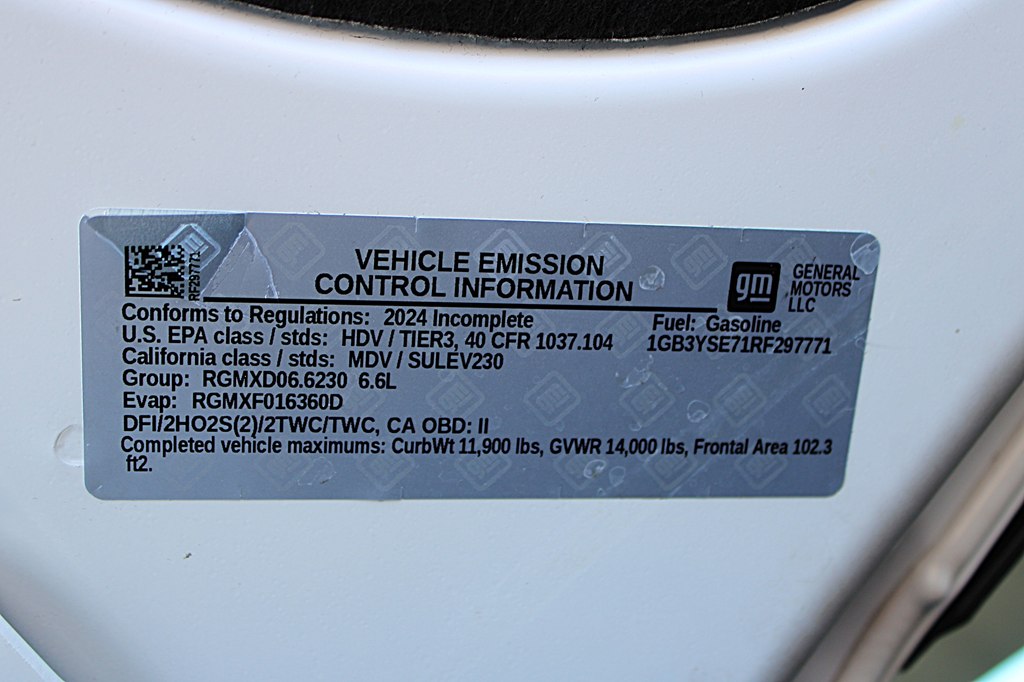 VEHICLE EMISSION
CONTROL INFORMATION
gm
GENERAL
MOTORS
LLC
RF297771
Conforms to Regulations: 2024 Incomplete
Fuel: Gasoline
U.S. EPA class / stds: HDV / TIER3, 40 CFR 1037.104
1GB3YSE71RF297771
California class / stds: MDV / SULEV230
Group: RGMXD06.6230 6.6L
Evap: RGMXF016360D
DFI/2HO2S(2)/2TWC/TWC, CA OBD: II
Completed vehicle maximums: CurbWt 11,900 lbs, GVWR 14,000 lbs, Frontal Area 102.3
ft2.